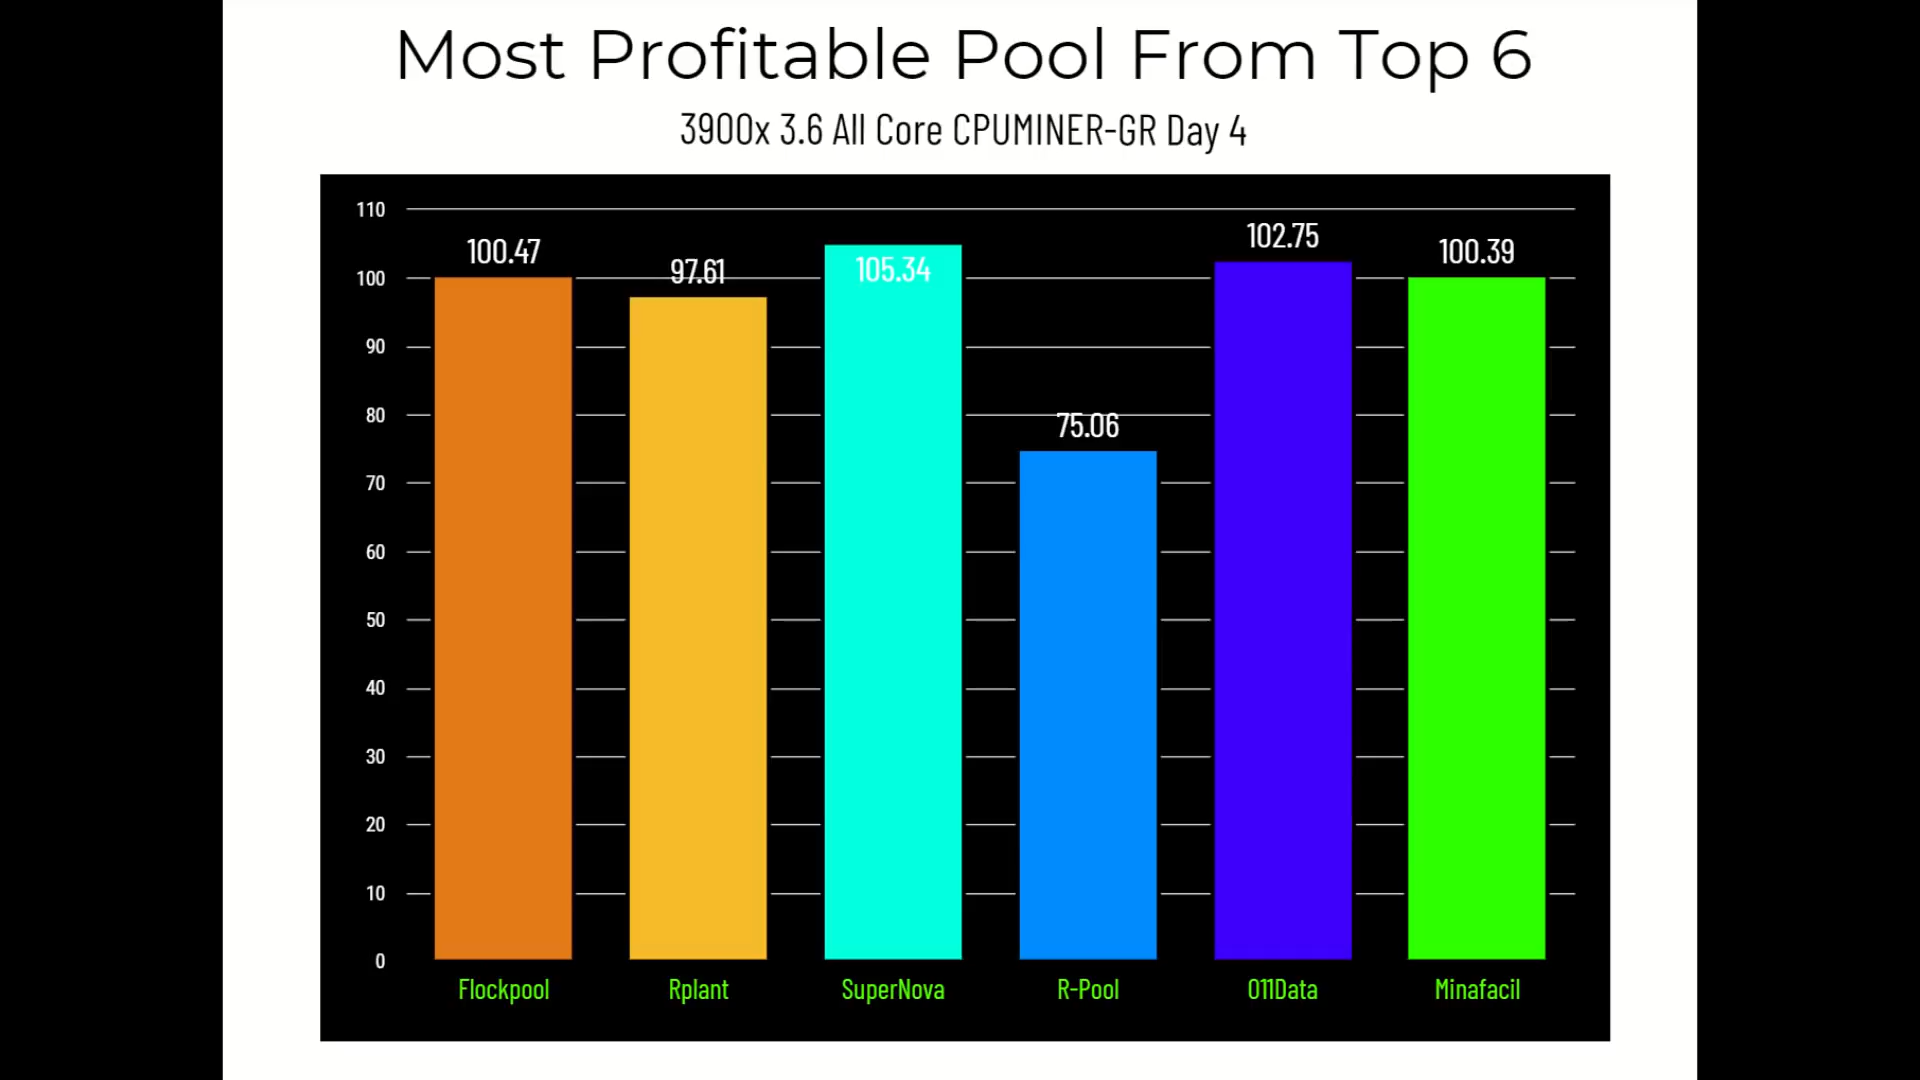 Most Profitable Pool From Top 6
3900x 3.6 All Core CPUMINER-GR Day 4
110
100
90
80
70
60
50
40
30
20
10
0
100.47
97.61
105.34
75.06
102.75
100.39
Flockpool
Rplant
SuperNova
R-Pool
011Data
Minafacil